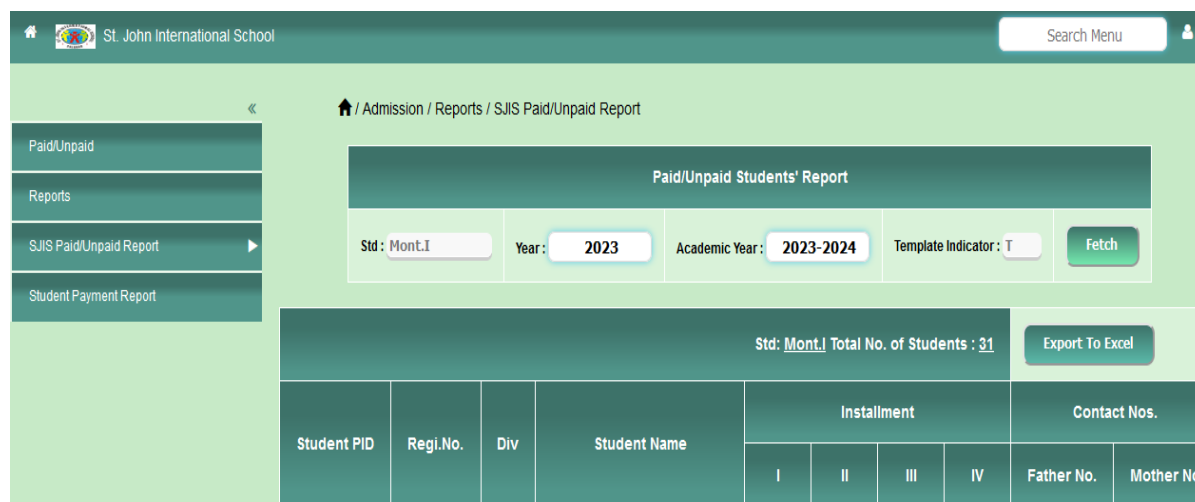 St. John International School
Search Menu
«
/ Admission / Reports / SJIS Paid/Unpaid Report
Paid/Unpaid
Reports
SJIS Paid/Unpaid Report
Student Payment Report
Paid/Unpaid Students' Report
Std : Mont.I Year : 2023 Academic Year : 2023-2024 Template Indicator : T Fetch
Std: Mont.I Total No. of Students : 31 Export To Excel
Student PID Regi.No. Div Student Name Installment Contact Nos.
I II III IV Father No. Mother No